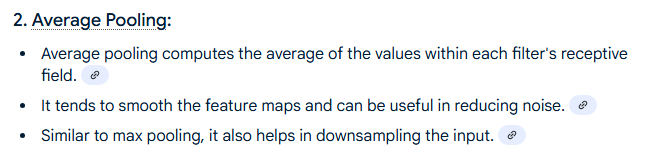 2. Average Pooling:
• Average pooling computes the average of the values within each filter's receptive
field.
• It tends to smooth the feature maps and can be useful in reducing noise.
• Similar to max pooling, it also helps in downsampling the input.